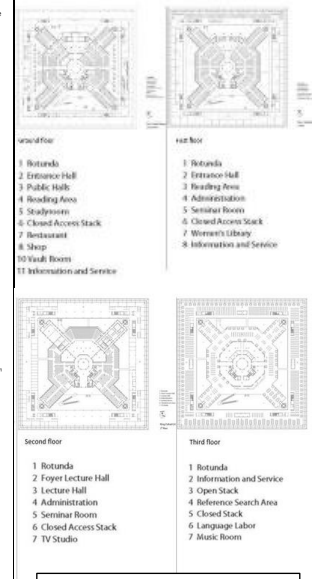 Ground floor
1 Rotunda
2 Entrance Hall
3 Public Halls
4 Reading Area
5 Studyroom
6 Closed Access Stack
7 Restaurant
8 Shop
10 Vault Room
11 Information and Service
First floor
1 Rotunda
2 Entrance Hall
3 Reading Area
4 Administration
5 Seminar Room
6 Closed Access Stack
7 Women's Library
8 Information and Service
Second floor
1 Rotunda
2 Foyer Lecture Hall
3 Lecture Hall
4 Administration
5 Seminar Room
6 Closed Access Stack
7 TV Studio
Third floor
1 Rotunda
2 Information and Service
3 Open Stack
4 Reference Search Area
5 Closed Stack
6 Language Labor
7 Music Room